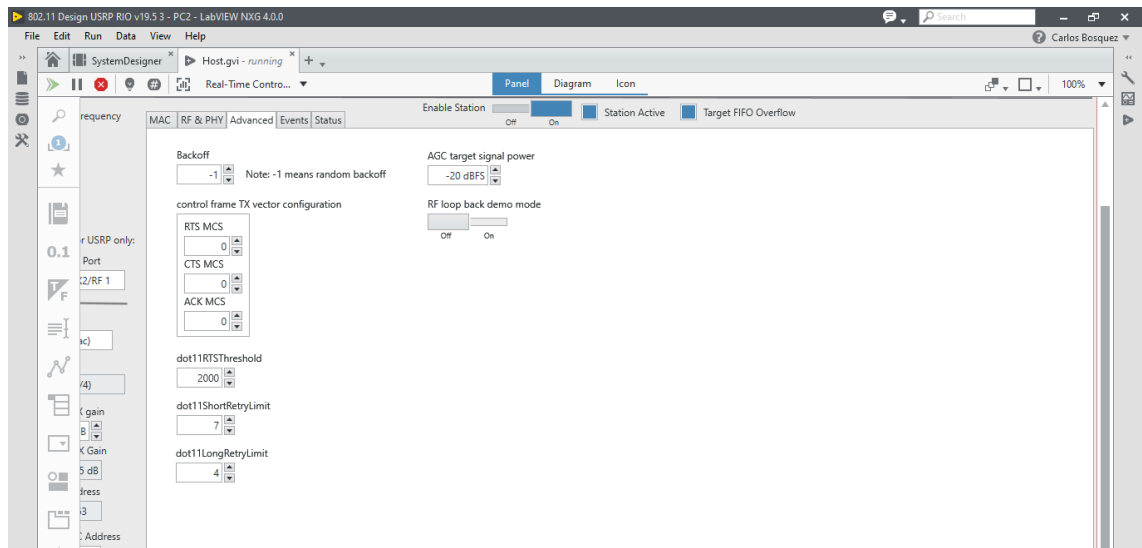 802.11 Design USRP RIO v19.5 3 - PC2 - LabVIEW NXG 4.0.0
Search
File Edit Run Data View Help
Carlos Bosquez
SystemDesigner
Host.gvi - running
Real-Time Contro...
Panel Diagram Icon
100%
requency
MAC RF & PHY Advanced Events Status
Enable Station
Off On
Station Active
Target FIFO Overflow
Backoff
-1
Note: -1 means random backoff
AGC target signal power
-20 dBFS
control frame TX vector configuration
RF loop back demo mode
Off On
RTS MCS
0
CTS MCS
0
ACK MCS
0
dot11RTSThreshold
2000
dot11ShortRetryLimit
7
dot11LongRetryLimit
4
r USRP only:
Port
X2/RF 1
ac)
/4)
X gain
B
X Gain
5 dB
dress
53
C Address
1
0.1
T
F